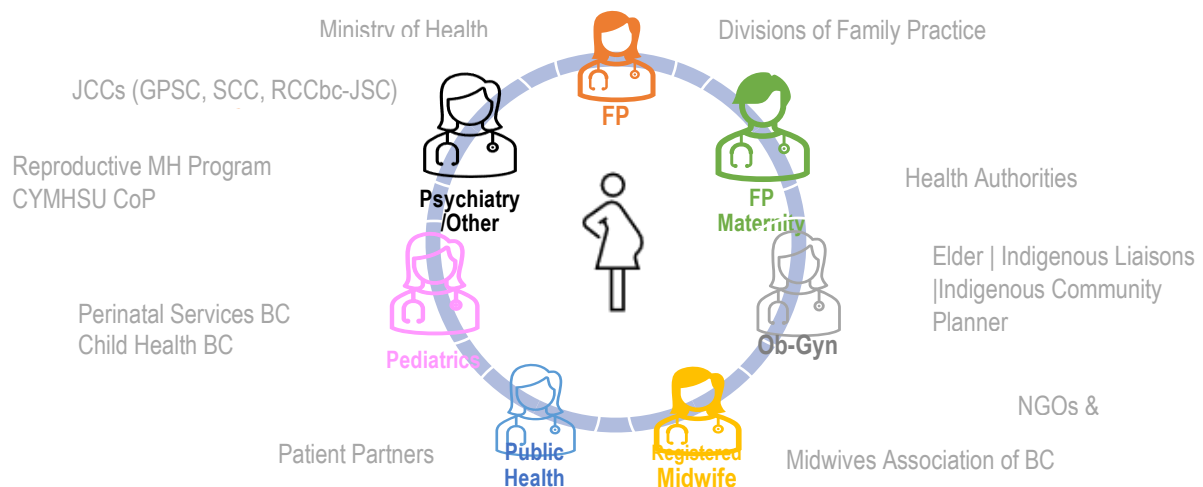 Ministry of Health
Divisions of Family Practice
JCCs (GPSC, SCC, RCCbc-JSC)
FP
Reproductive MH Program
CYMHSU CoP
Psychiatry
/Other
FP
Maternity
Health Authorities
Elder | Indigenous Liaisons
|Indigenous Community
Planner
Perinatal Services BC
Child Health BC
Pediatrics
Ob-Gyn
NGOs &
Patient Partners
Public
Health
Registered
Midwife
Midwives Association of BC